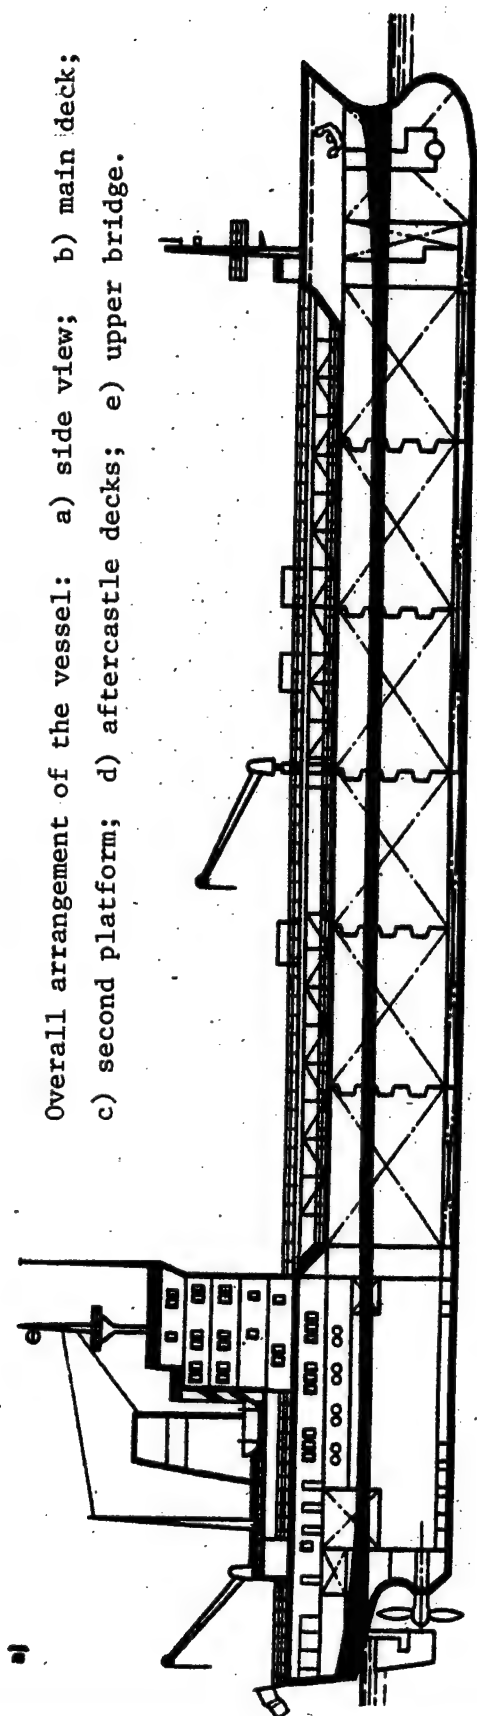 Overall arrangement of the vessel: a) side view; b) main deck;
c) second platform; d) aftercastle decks; e) upper bridge.
a)